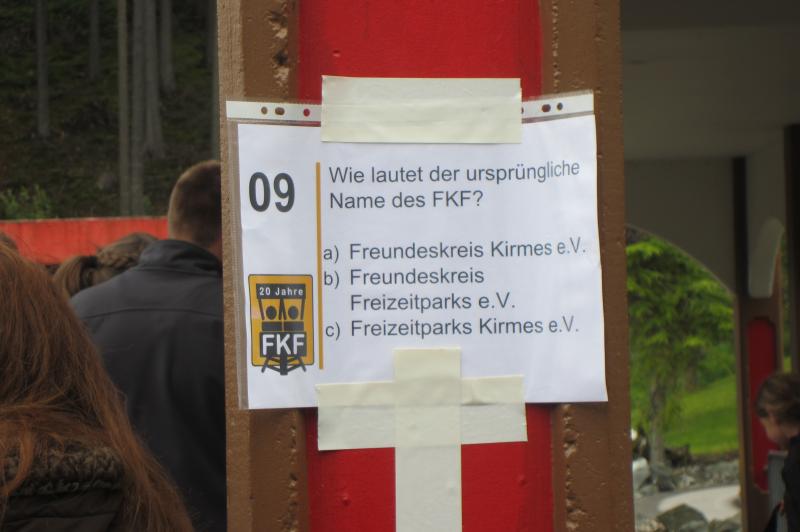 09
Wie lautet der ursprüngliche
Name des FKF?
a) Freundeskreis Kirmes e.V.
b) Freundeskreis
Freizeitparks e.V.
c) Freizeitparks Kirmes e.V.
20 Jahre
FKF